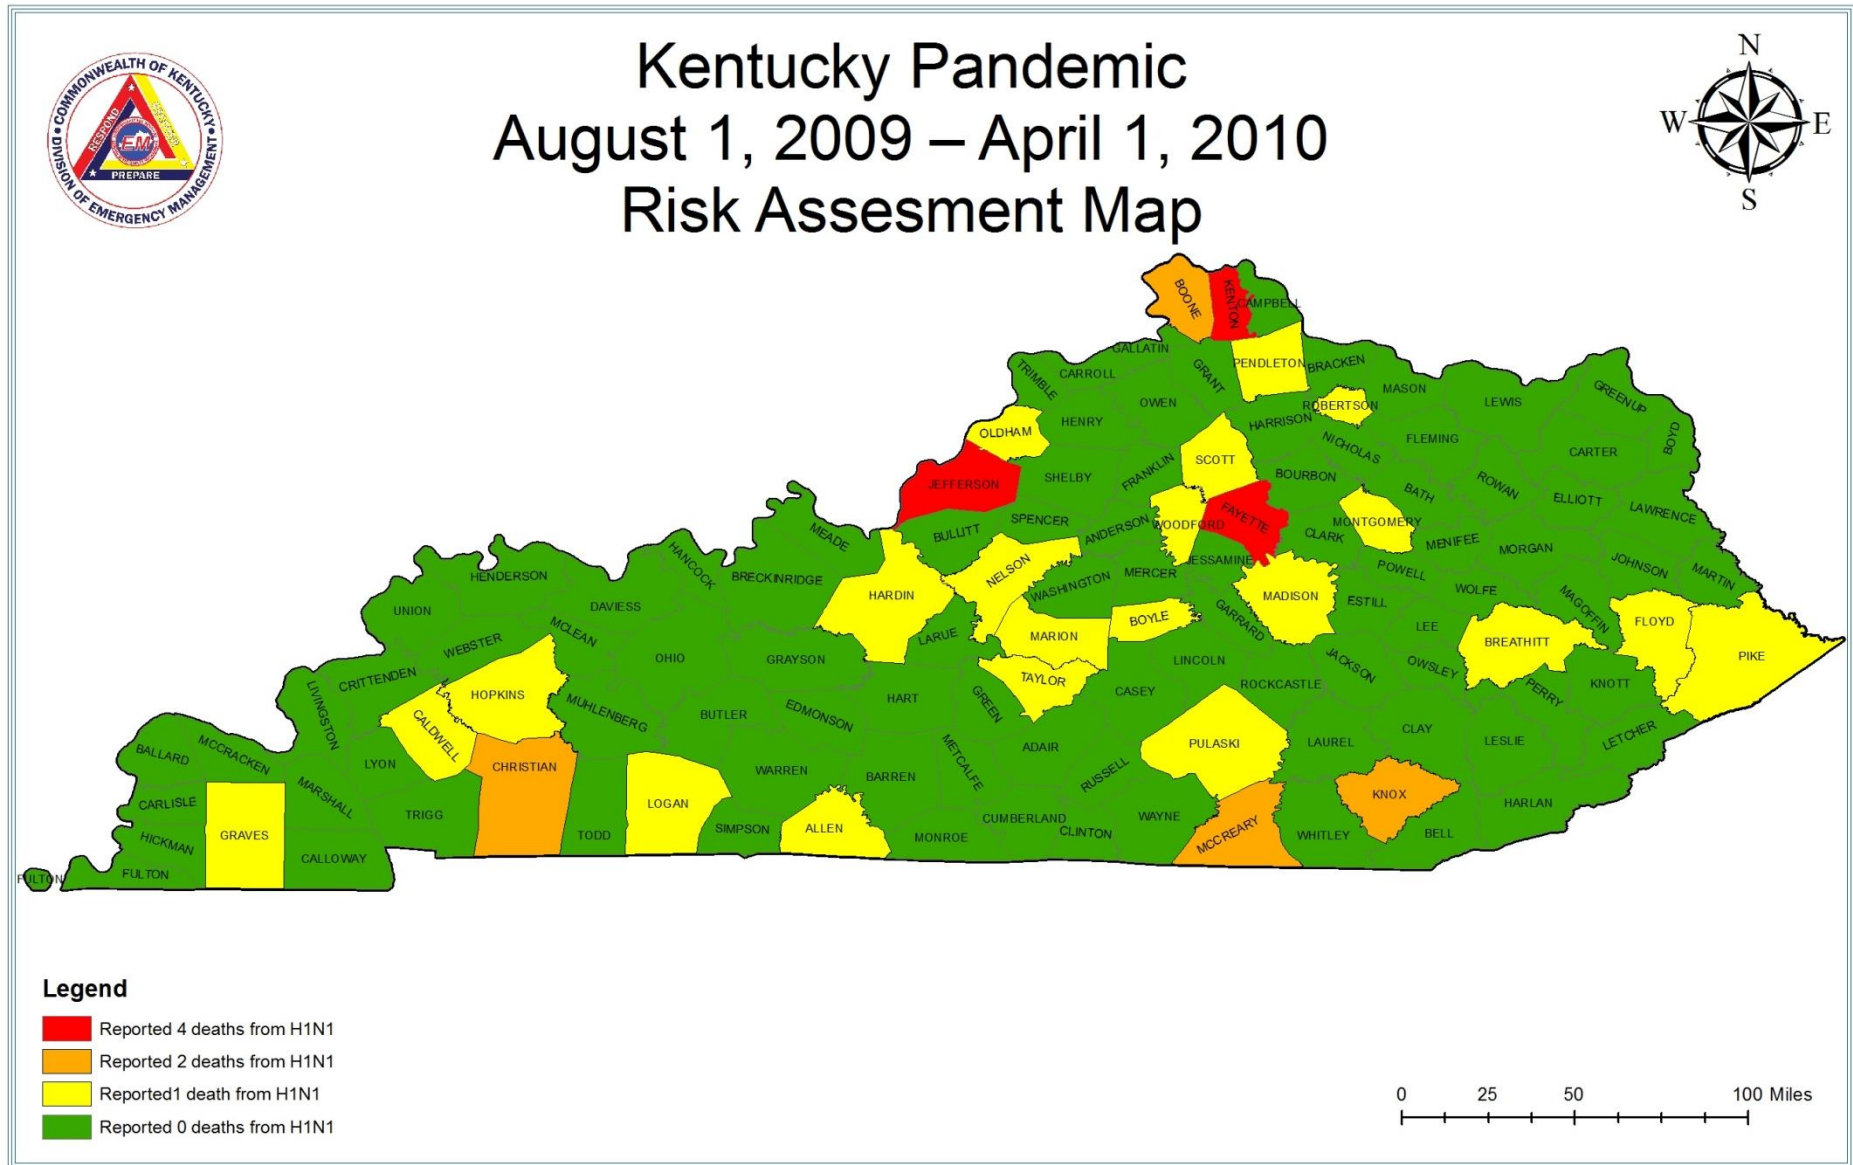 Kentucky Pandemic
August 1, 2009 – April 1, 2010
Risk Assesment Map
COMMONWEALTH OF KENTUCKY
DIVISION OF EMERGENCY MANAGEMENT
RESPOND
EM
PREPARE
N
W
E
S
BOONE
KENTON
CAMPBELL
GALLATIN
PENDLETON
BRACKEN
TRIMBLE
CARROLL
GRANT
MASON
OWEN
ROBERTSON
LEWIS
GREENUP
OLDHAM
HENRY
HARRISON
FLEMING
BOYD
NICHOLAS
CARTER
SCOTT
JEFFERSON
SHELBY
FRANKLIN
BOURBON
BATH
ROWAN
ELLIOTT
LAWRENCE
SPENCER
ANDERSON
WOODFORD
FAYETTE
MONTGOMERY
MEADE
BULLITT
CLARK
MENIFEE
MORGAN
HANCOCK
JESSAMINE
JOHNSON
MARTIN
HENDERSON
BRECKINRIDGE
NELSON
WASHINGTON
MERCER
POWELL
WOLFE
UNION
DAVIESS
HARDIN
MADISON
ESTILL
MAGOFFIN
WEBSTER
MCLEAN
LARUE
MARION
BOYLE
GARRARD
LEE
BREATHITT
FLOYD
PIKE
CRITTENDEN
OHIO
GRAYSON
LINCOLN
JACKSON
OWSLEY
LIVINGSTON
HOPKINS
MUHLENBERG
BUTLER
EDMONSON
HART
GREEN
TAYLOR
CASEY
ROCKCASTLE
PERRY
KNOTT
CALDWELL
BALLARD
MCCRACKEN
LYON
CHRISTIAN
WARREN
BARREN
METCALFE
ADAIR
RUSSELL
PULASKI
LAUREL
CLAY
LESLIE
LETCHER
CARLISLE
MARSHALL
TRIGG
LOGAN
KNOX
HARLAN
HICKMAN
GRAVES
TODD
SIMPSON
ALLEN
MONROE
CUMBERLAND
CLINTON
WAYNE
MCCREARY
WHITLEY
BELL
CALLOWAY
FULTON
FULTON
Legend
Reported 4 deaths from H1N1
Reported 2 deaths from H1N1
Reported1 death from H1N1
Reported 0 deaths from H1N1
0 25 50 100 Miles